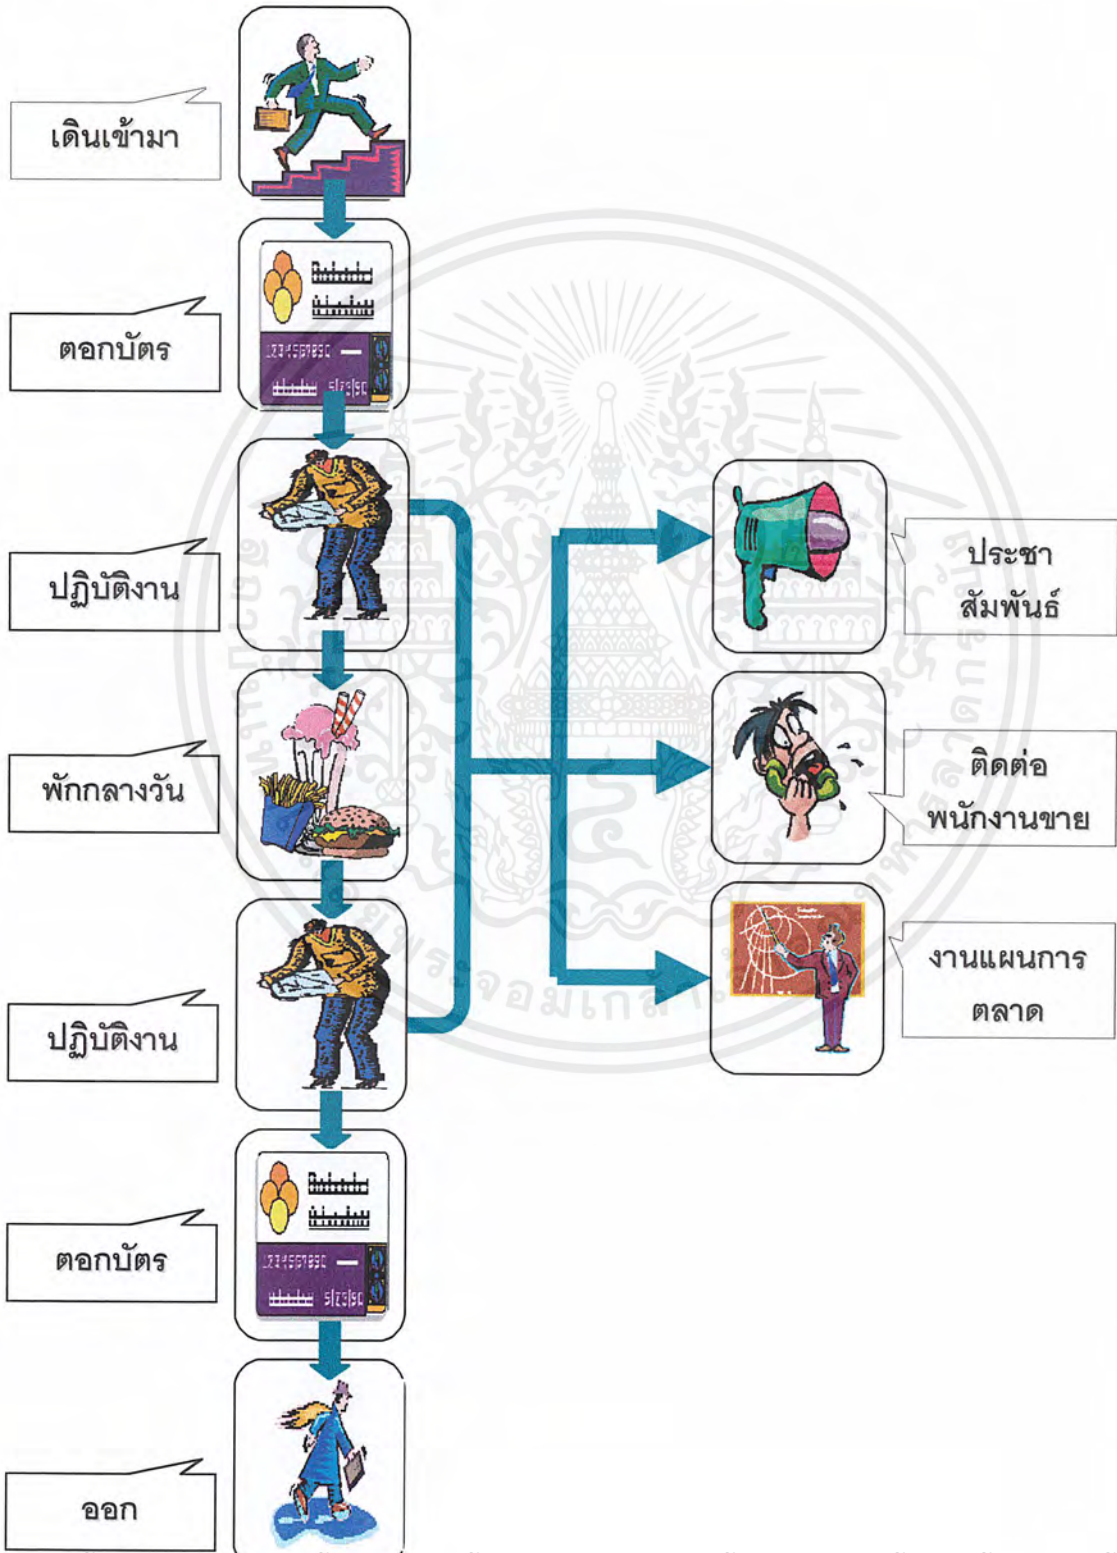 เดินเข้ามา
ตอกบัตร
ปฏิบัติงาน
ประชา
สัมพันธ์
พักกลางวัน
ติดต่อ
พนักงานขาย
ปฏิบัติงาน
งานแผนการ
ตลาด
ตอกบัตร
ออก